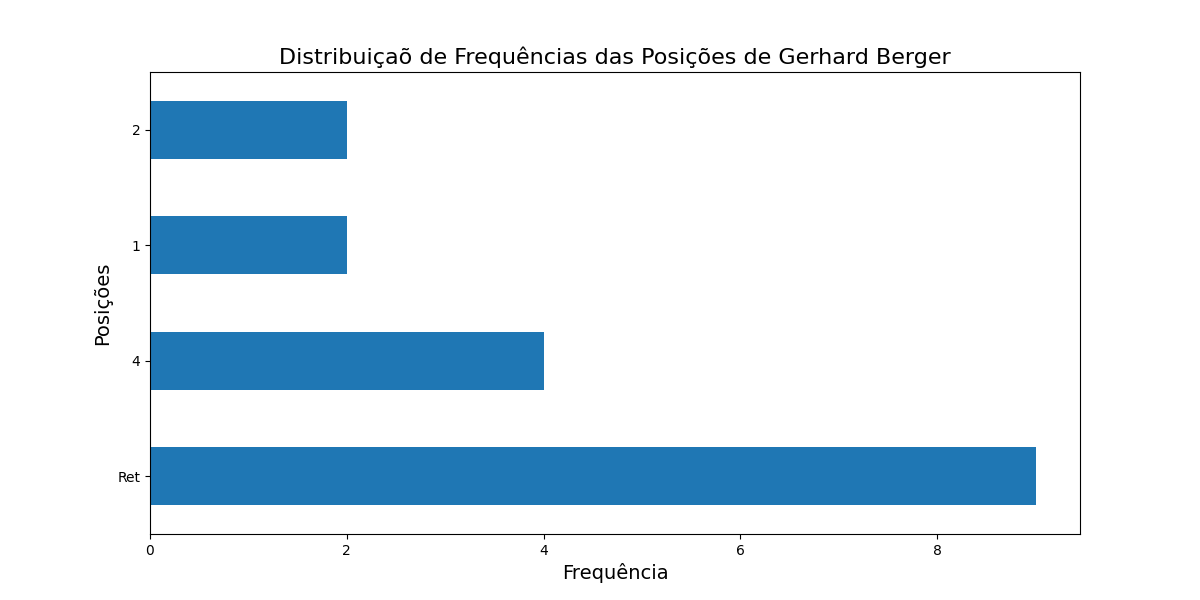 Distribuiçaõ de Frequências das Posições de Gerhard Berger
2
1
4
Ret
Posições
0 2 4 6 8
Frequência